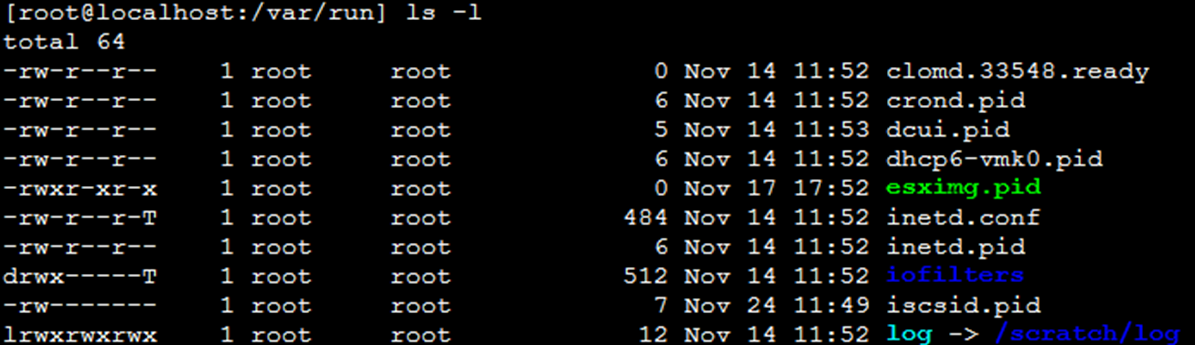 [root@localhost:/var/run] ls -l
total 64
-rw-r--r--    1 root     root             0 Nov 14 11:52 clomd.33548.ready
-rw-r--r--    1 root     root             6 Nov 14 11:52 crond.pid
-rw-r--r--    1 root     root             5 Nov 14 11:53 dcui.pid
-rw-r--r--    1 root     root             6 Nov 14 11:52 dhcp6-vmk0.pid
-rwxr-xr-x    1 root     root             0 Nov 17 17:52 esximg.pid
-rw-r--r-T    1 root     root           484 Nov 14 11:52 inetd.conf
-rw-r--r--    1 root     root             6 Nov 14 11:52 inetd.pid
drwx-----T    1 root     root           512 Nov 14 11:52 iofilters
-rw-------    1 root     root             7 Nov 24 11:49 iscsid.pid
lrwxrwxrwx    1 root     root            12 Nov 14 11:52 log -> /scratch/log